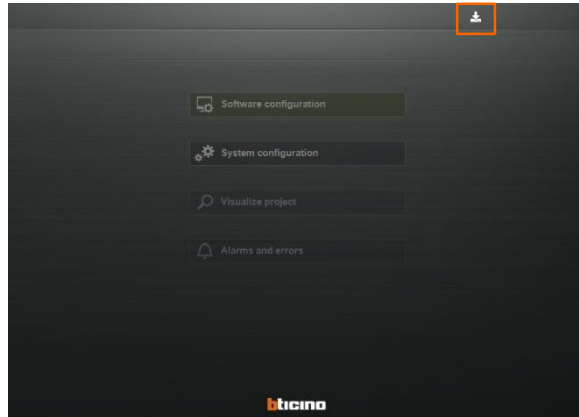 Software configuration
System configuration
Visualize project
Alarms and errors
bticino